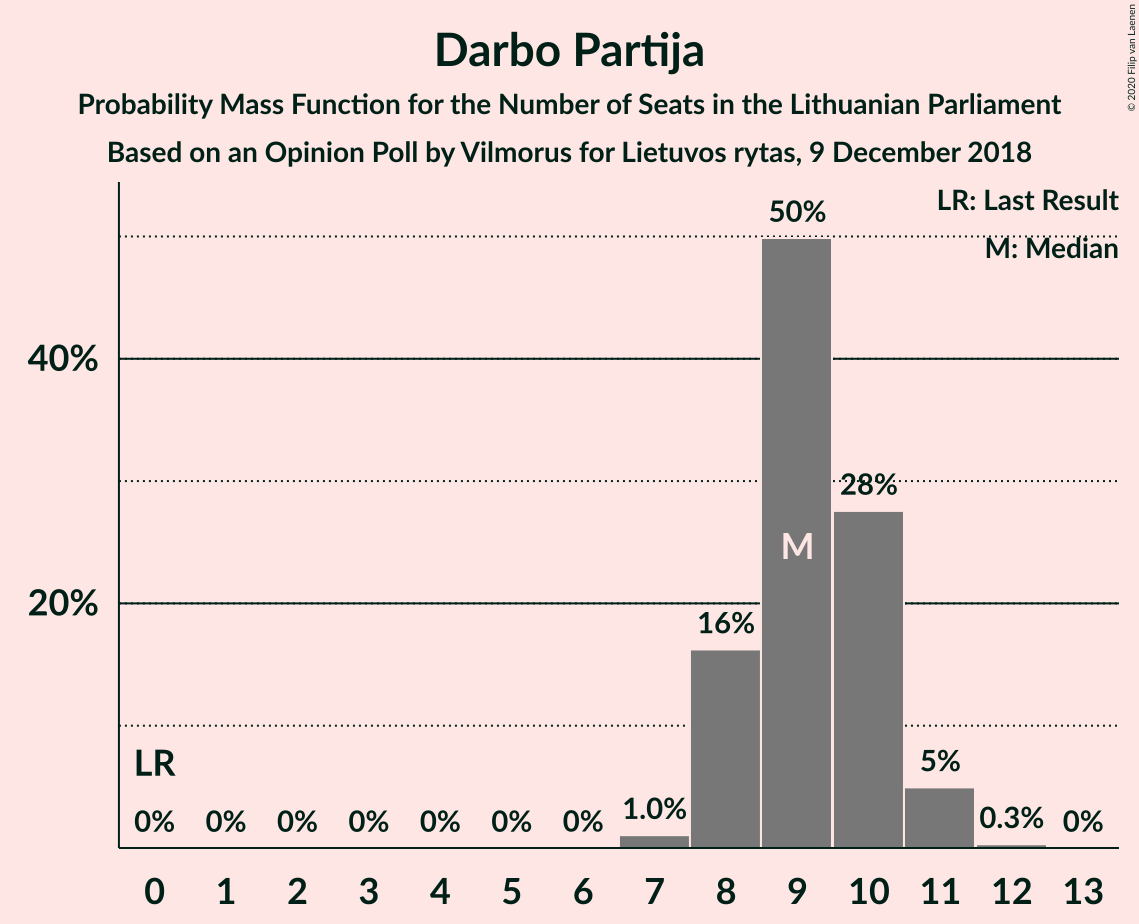 Darbo Partija
Probability Mass Function for the Number of Seats in the Lithuanian Parliament
Based on an Opinion Poll by Vilmorus for Lietuvos rytas, 9 December 2018
© 2020 Filip van Laenen
LR: Last Result
M: Median
50%
40%
28%
M
20%
16%
LR
5%
0% 0% 0% 0% 0% 0% 0% 1.0% 0.3% 0%
0 1 2 3 4 5 6 7 8 9 10 11 12 13